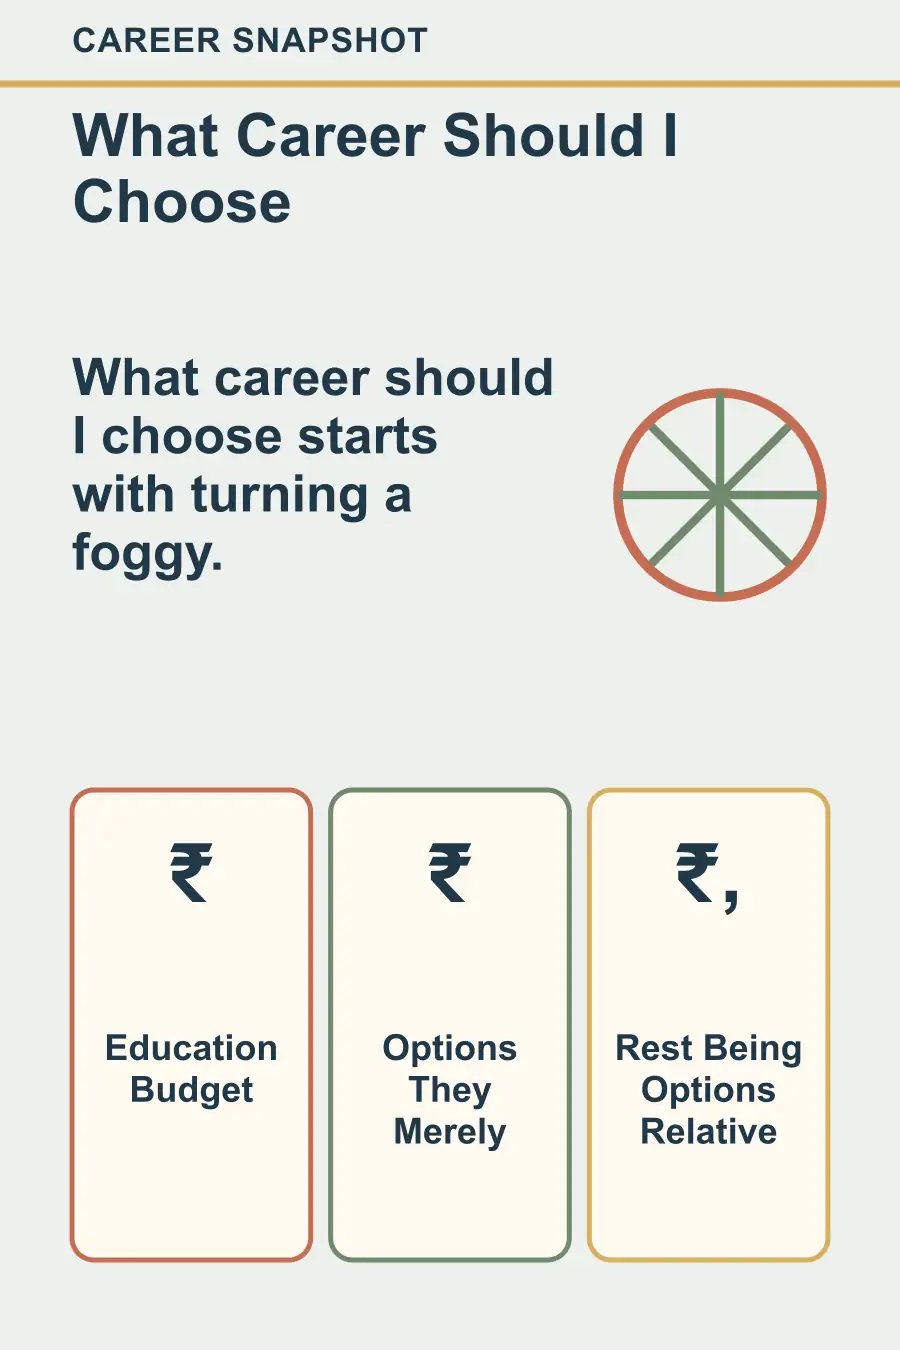 CAREER SNAPSHOT
What Career Should I
Choose
What career should
I choose starts
with turning a
foggy.
₹
Education
Budget
₹
Options
They
Merely
₹,
Rest Being
Options
Relative